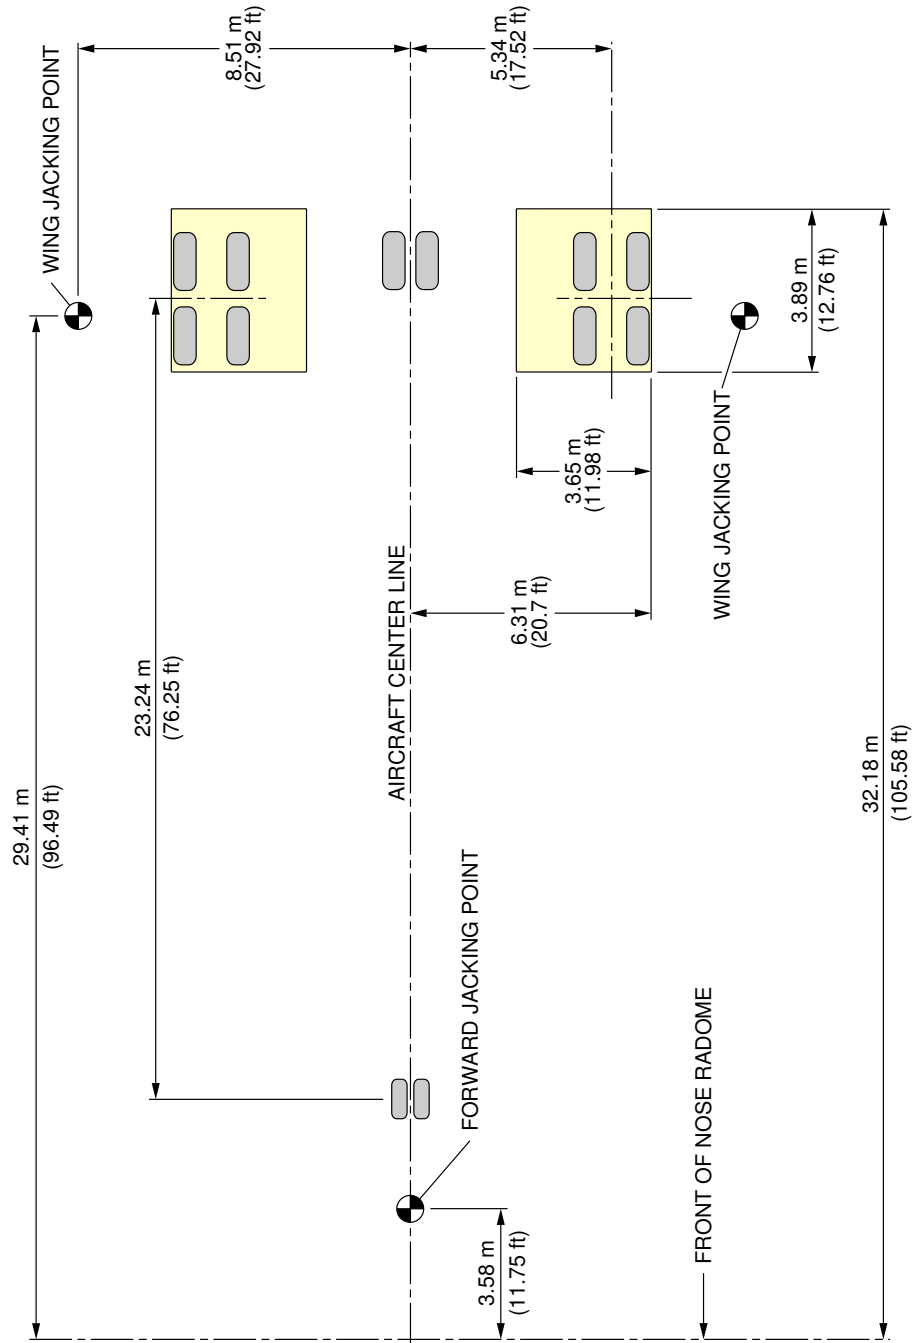 WING JACKING POINT
8.51 m
(27.92 ft)
5.34 m
(17.52 ft)
3.89 m
(12.76 ft)
WING JACKING POINT
3.65 m
(11.98 ft)
6.31 m
(20.7 ft)
AIRCRAFT CENTER LINE
23.24 m
(76.25 ft)
29.41 m
(96.49 ft)
32.18 m
(105.58 ft)
FORWARD JACKING POINT
3.58 m
(11.75 ft)
FRONT OF NOSE RADOME